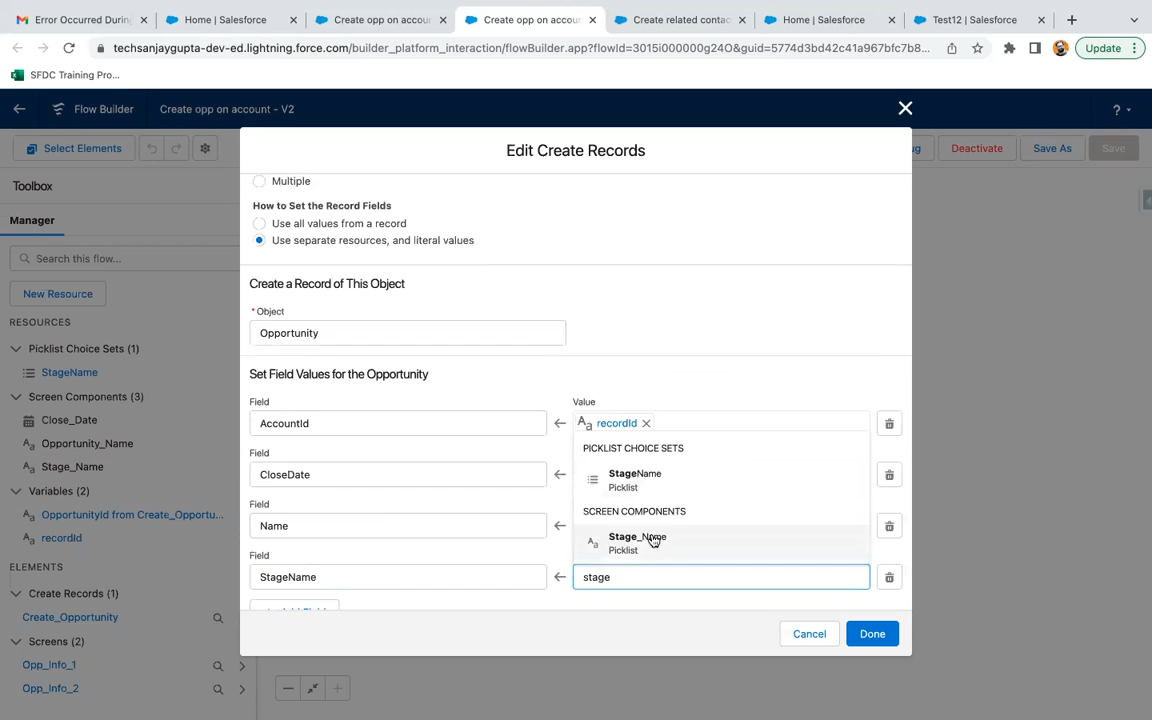 Error Occurred Durin
Home | Salesforce
Create opp on accou
Create opp on accou
Create related contac
Home | Salesforce
Test12 | Salesforce
techsanjaygupta-dev-ed.lightning.force.com/builder_platform_interaction/flowBuilder.app?flowId=3015i000000g24O&guid=5774d3bd42c41a967bfc7b8...
Update
SFDC Training Pro...
Flow Builder
Create opp on account - V2
?
Select Elements
Edit Create Records
ug
Deactivate
Save As
Save
Toolbox
Manager
Search this flow...
New Resource
RESOURCES
Picklist Choice Sets (1)
StageName
Screen Components (3)
Close_Date
Opportunity_Name
Stage_Name
Variables (2)
OpportunityId from Create_Opportu...
recordId
ELEMENTS
Create Records (1)
Create_Opportunity
Screens (2)
Opp_Info_1
Opp_Info_2
Multiple
How to Set the Record Fields
Use all values from a record
Use separate resources, and literal values
Create a Record of This Object
* Object
Opportunity
Set Field Values for the Opportunity
Field
Value
AccountId
Aa recordId
PICKLIST CHOICE SETS
Field
StageName
CloseDate
Picklist
Field
SCREEN COMPONENTS
Name
Aa Stage_Name
Picklist
Field
StageName
stage
Cancel
Done